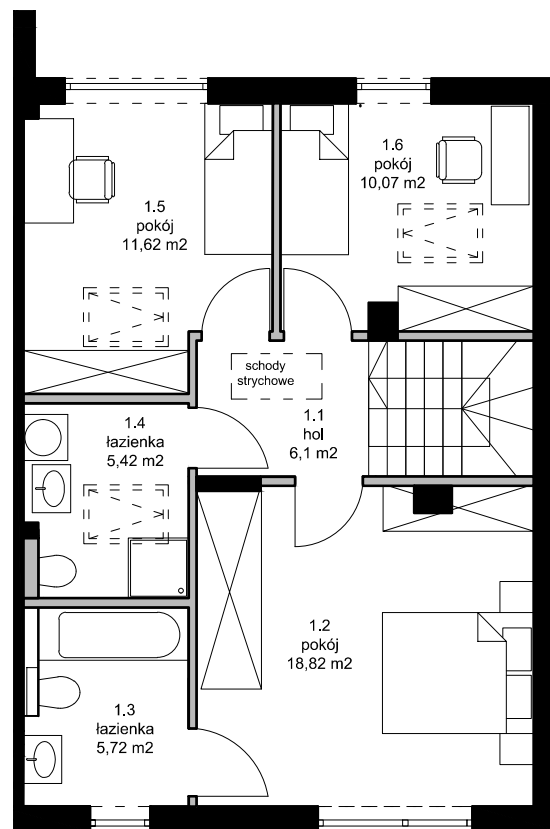 1.6
pokój
10,07 m2
1.5
pokój
11,62 m2
schody
strychowe
1.1
hol
6,1 m2
1.4
łazienka
5,42 m2
1.2
pokój
18,82 m2
1.3
łazienka
5,72 m2